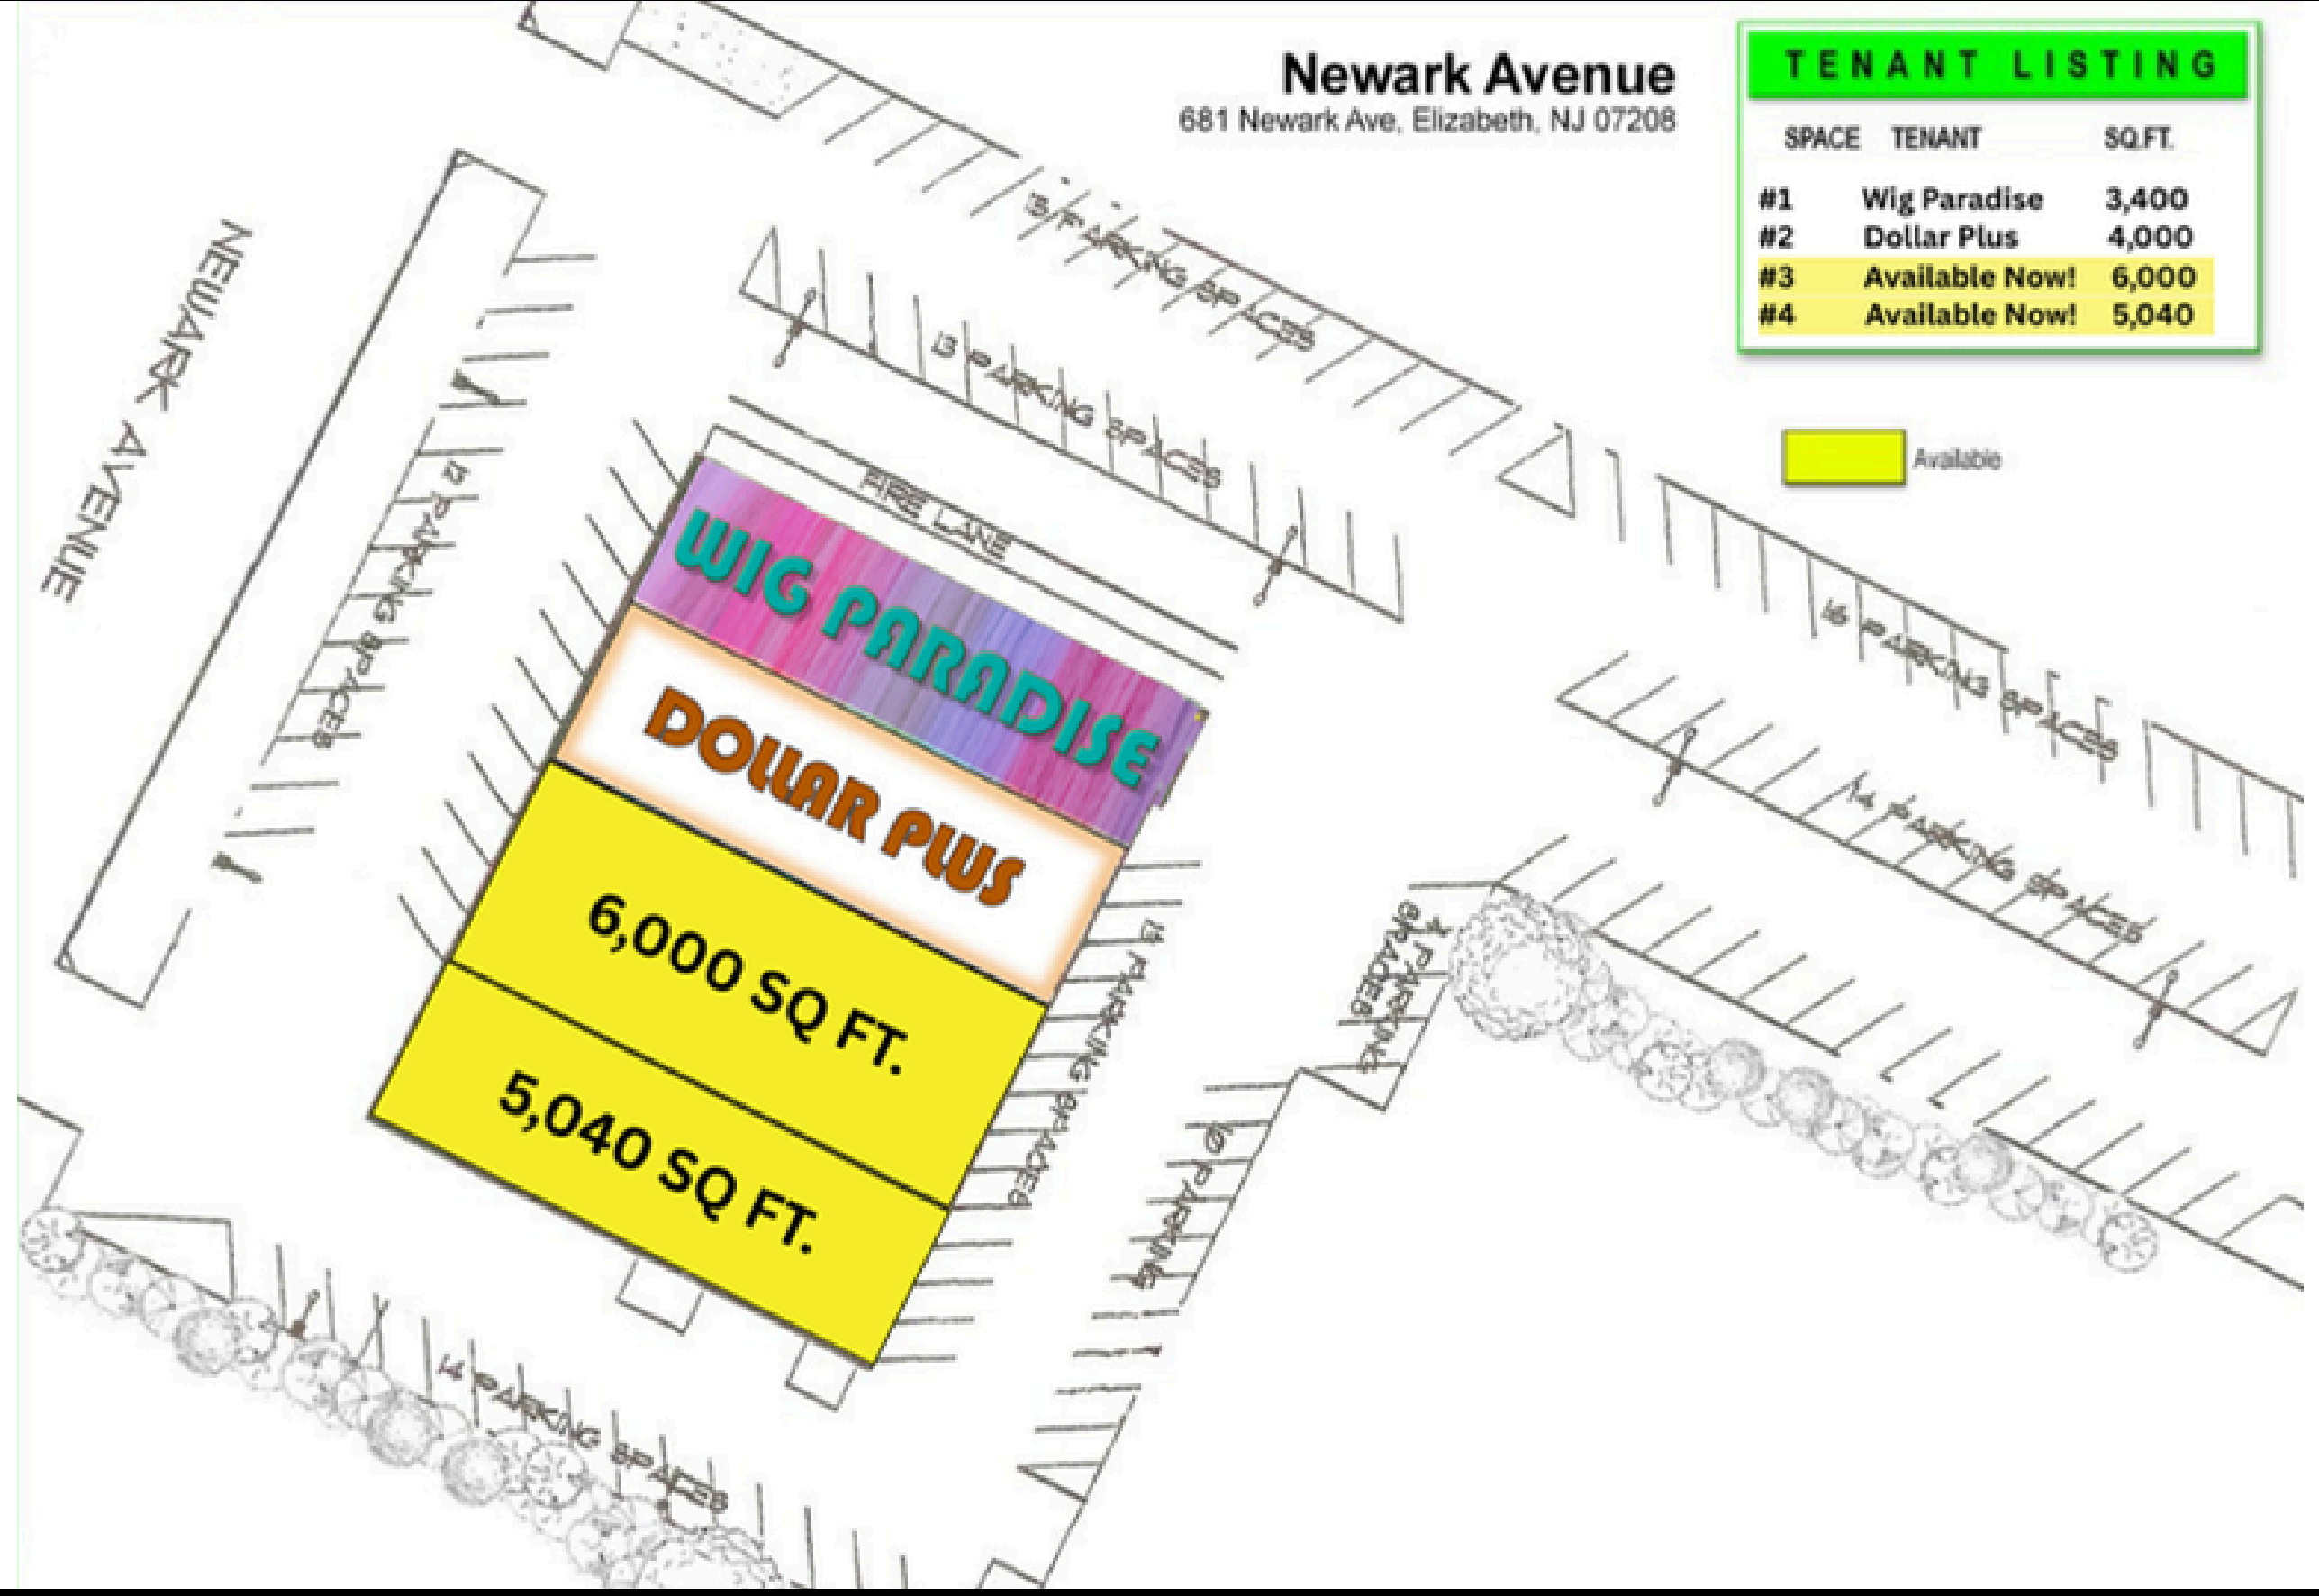 Newark Avenue
681 Newark Ave, Elizabeth, NJ 07208
TENANT LISTING
SPACE TENANT SQ.FT.
#1 Wig Paradise 3,400
#2 Dollar Plus 4,000
#3 Available Now! 6,000
#4 Available Now! 5,040
Available
NEWARK AVENUE
PARKING SPACES
13 PARKING SPACES
12 PARKING SPACES
FIRE LANE
WIG PARADISE
DOLLAR PLUS
6,000 SQ FT.
5,040 SQ FT.
16 PARKING SPACES
14 PARKING SPACES
4 PARKING
SPACES
PARKING SPACES
10 PARKING
14 PARKING SPACES